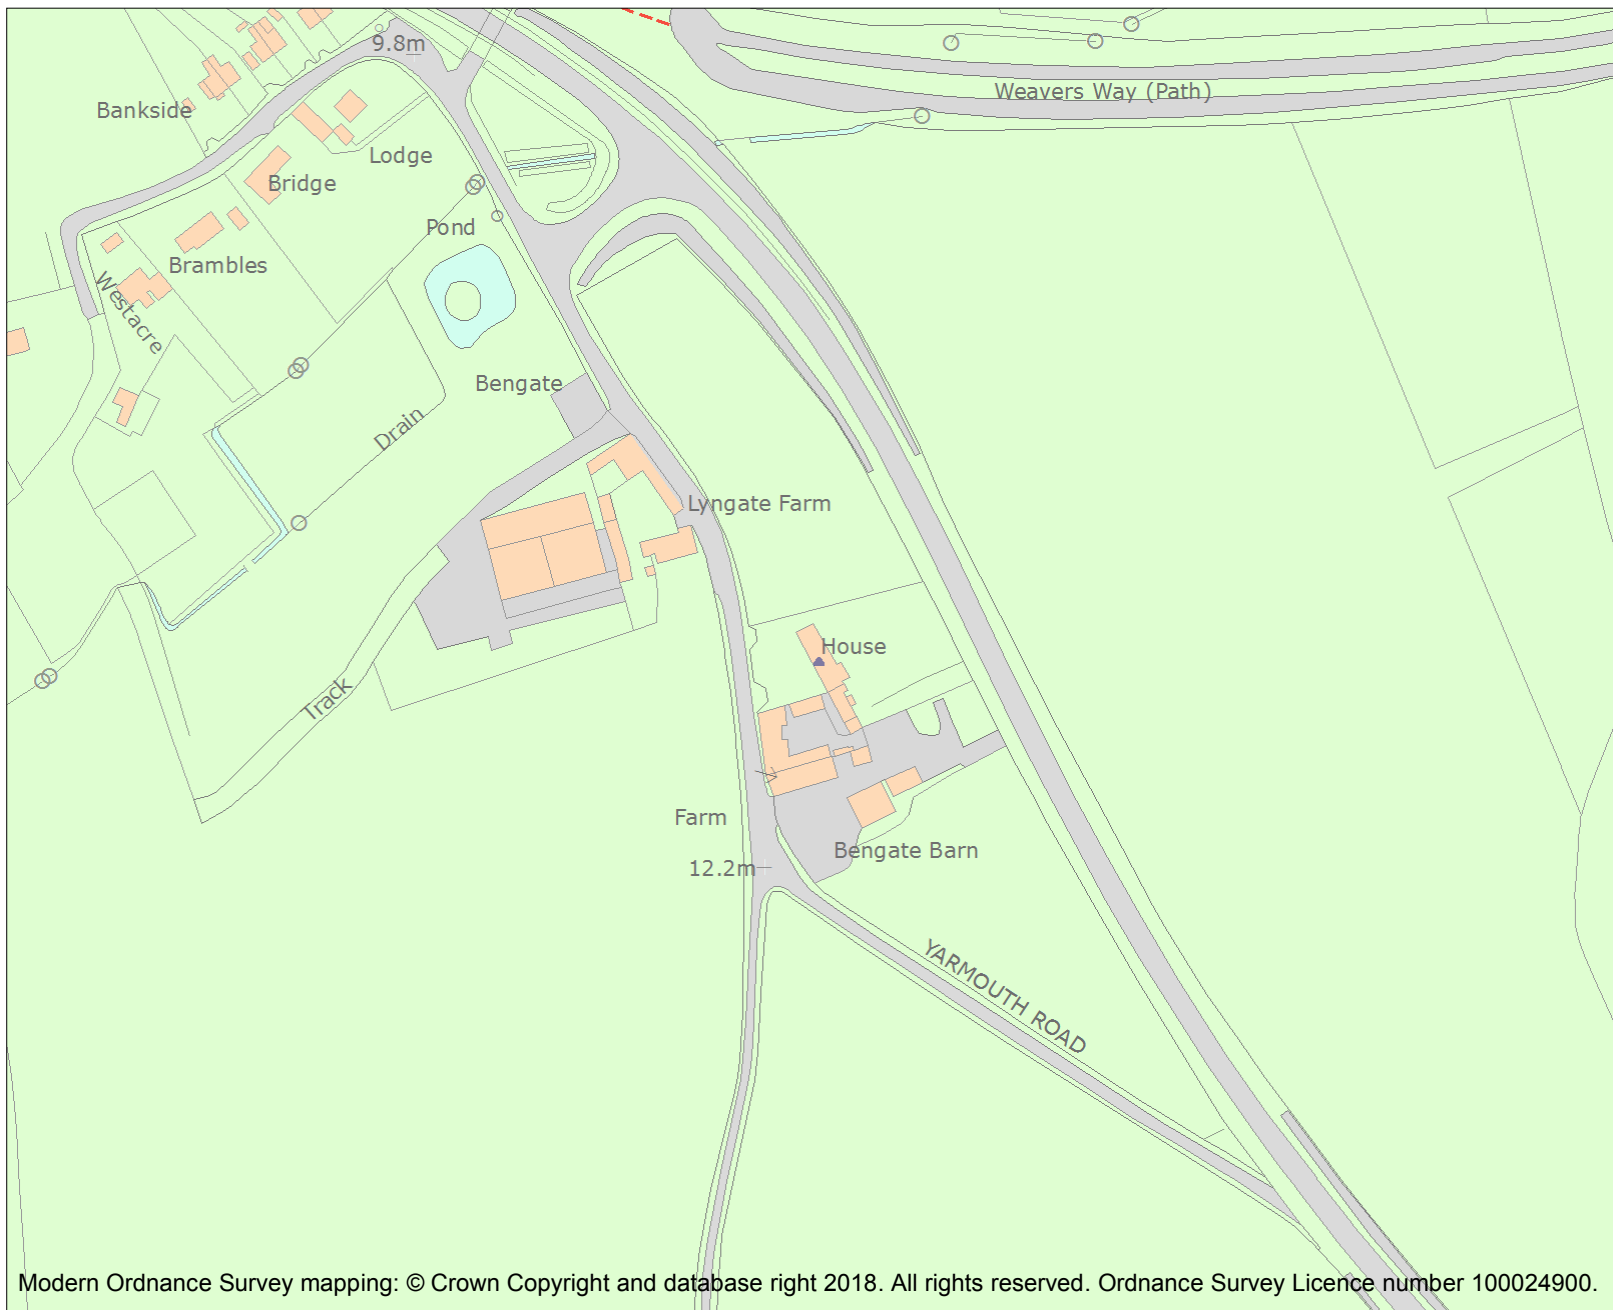 9.8m
Weavers Way (Path)
Bankside
Lodge
Bridge
Pond
Brambles
Westacre
Bengate
Drain
Lyngate Farm
House
Track
Farm
Bengate Barn
12.2m
YARMOUTH ROAD
Modern Ordnance Survey mapping: © Crown Copyright and database right 2018. All rights reserved. Ordnance Survey Licence number 100024900.